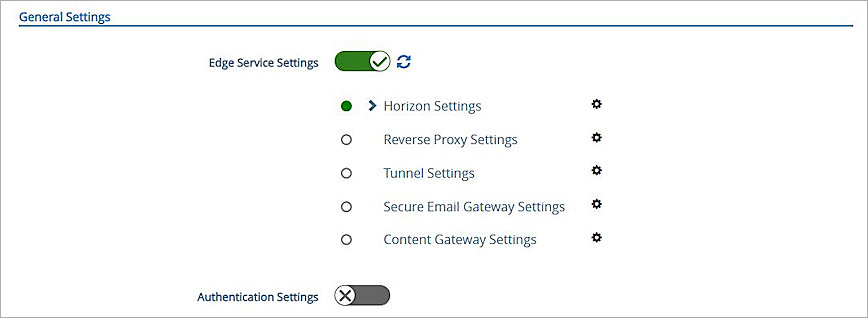 General Settings
Edge Service Settings
Horizon Settings
Reverse Proxy Settings
Tunnel Settings
Secure Email Gateway Settings
Content Gateway Settings
Authentication Settings